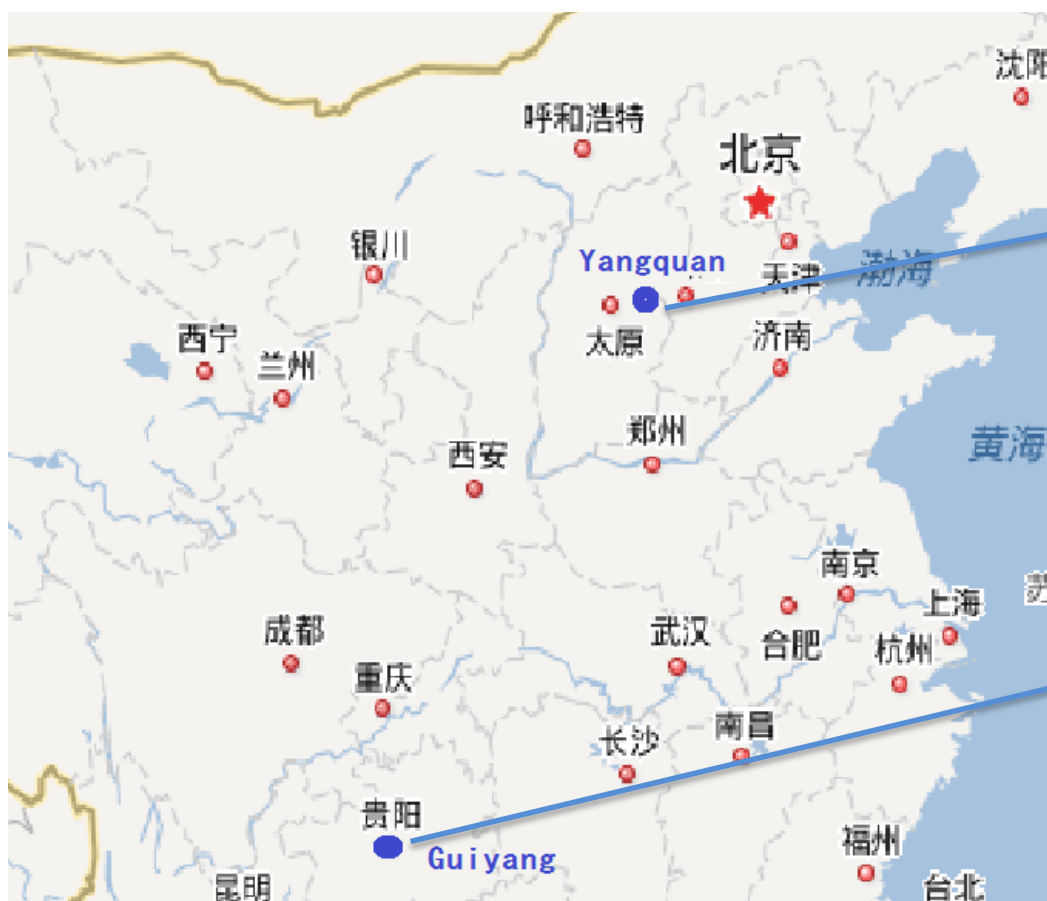 沈阳
呼和浩特
北京
银川
Yangquan
天津
渤海
西宁
兰州
太原
济南
郑州
黄海
西安
南京
上海
成都
武汉
合肥
杭州
重庆
长沙
南昌
贵阳
Guiyang
福州
昆明
台北